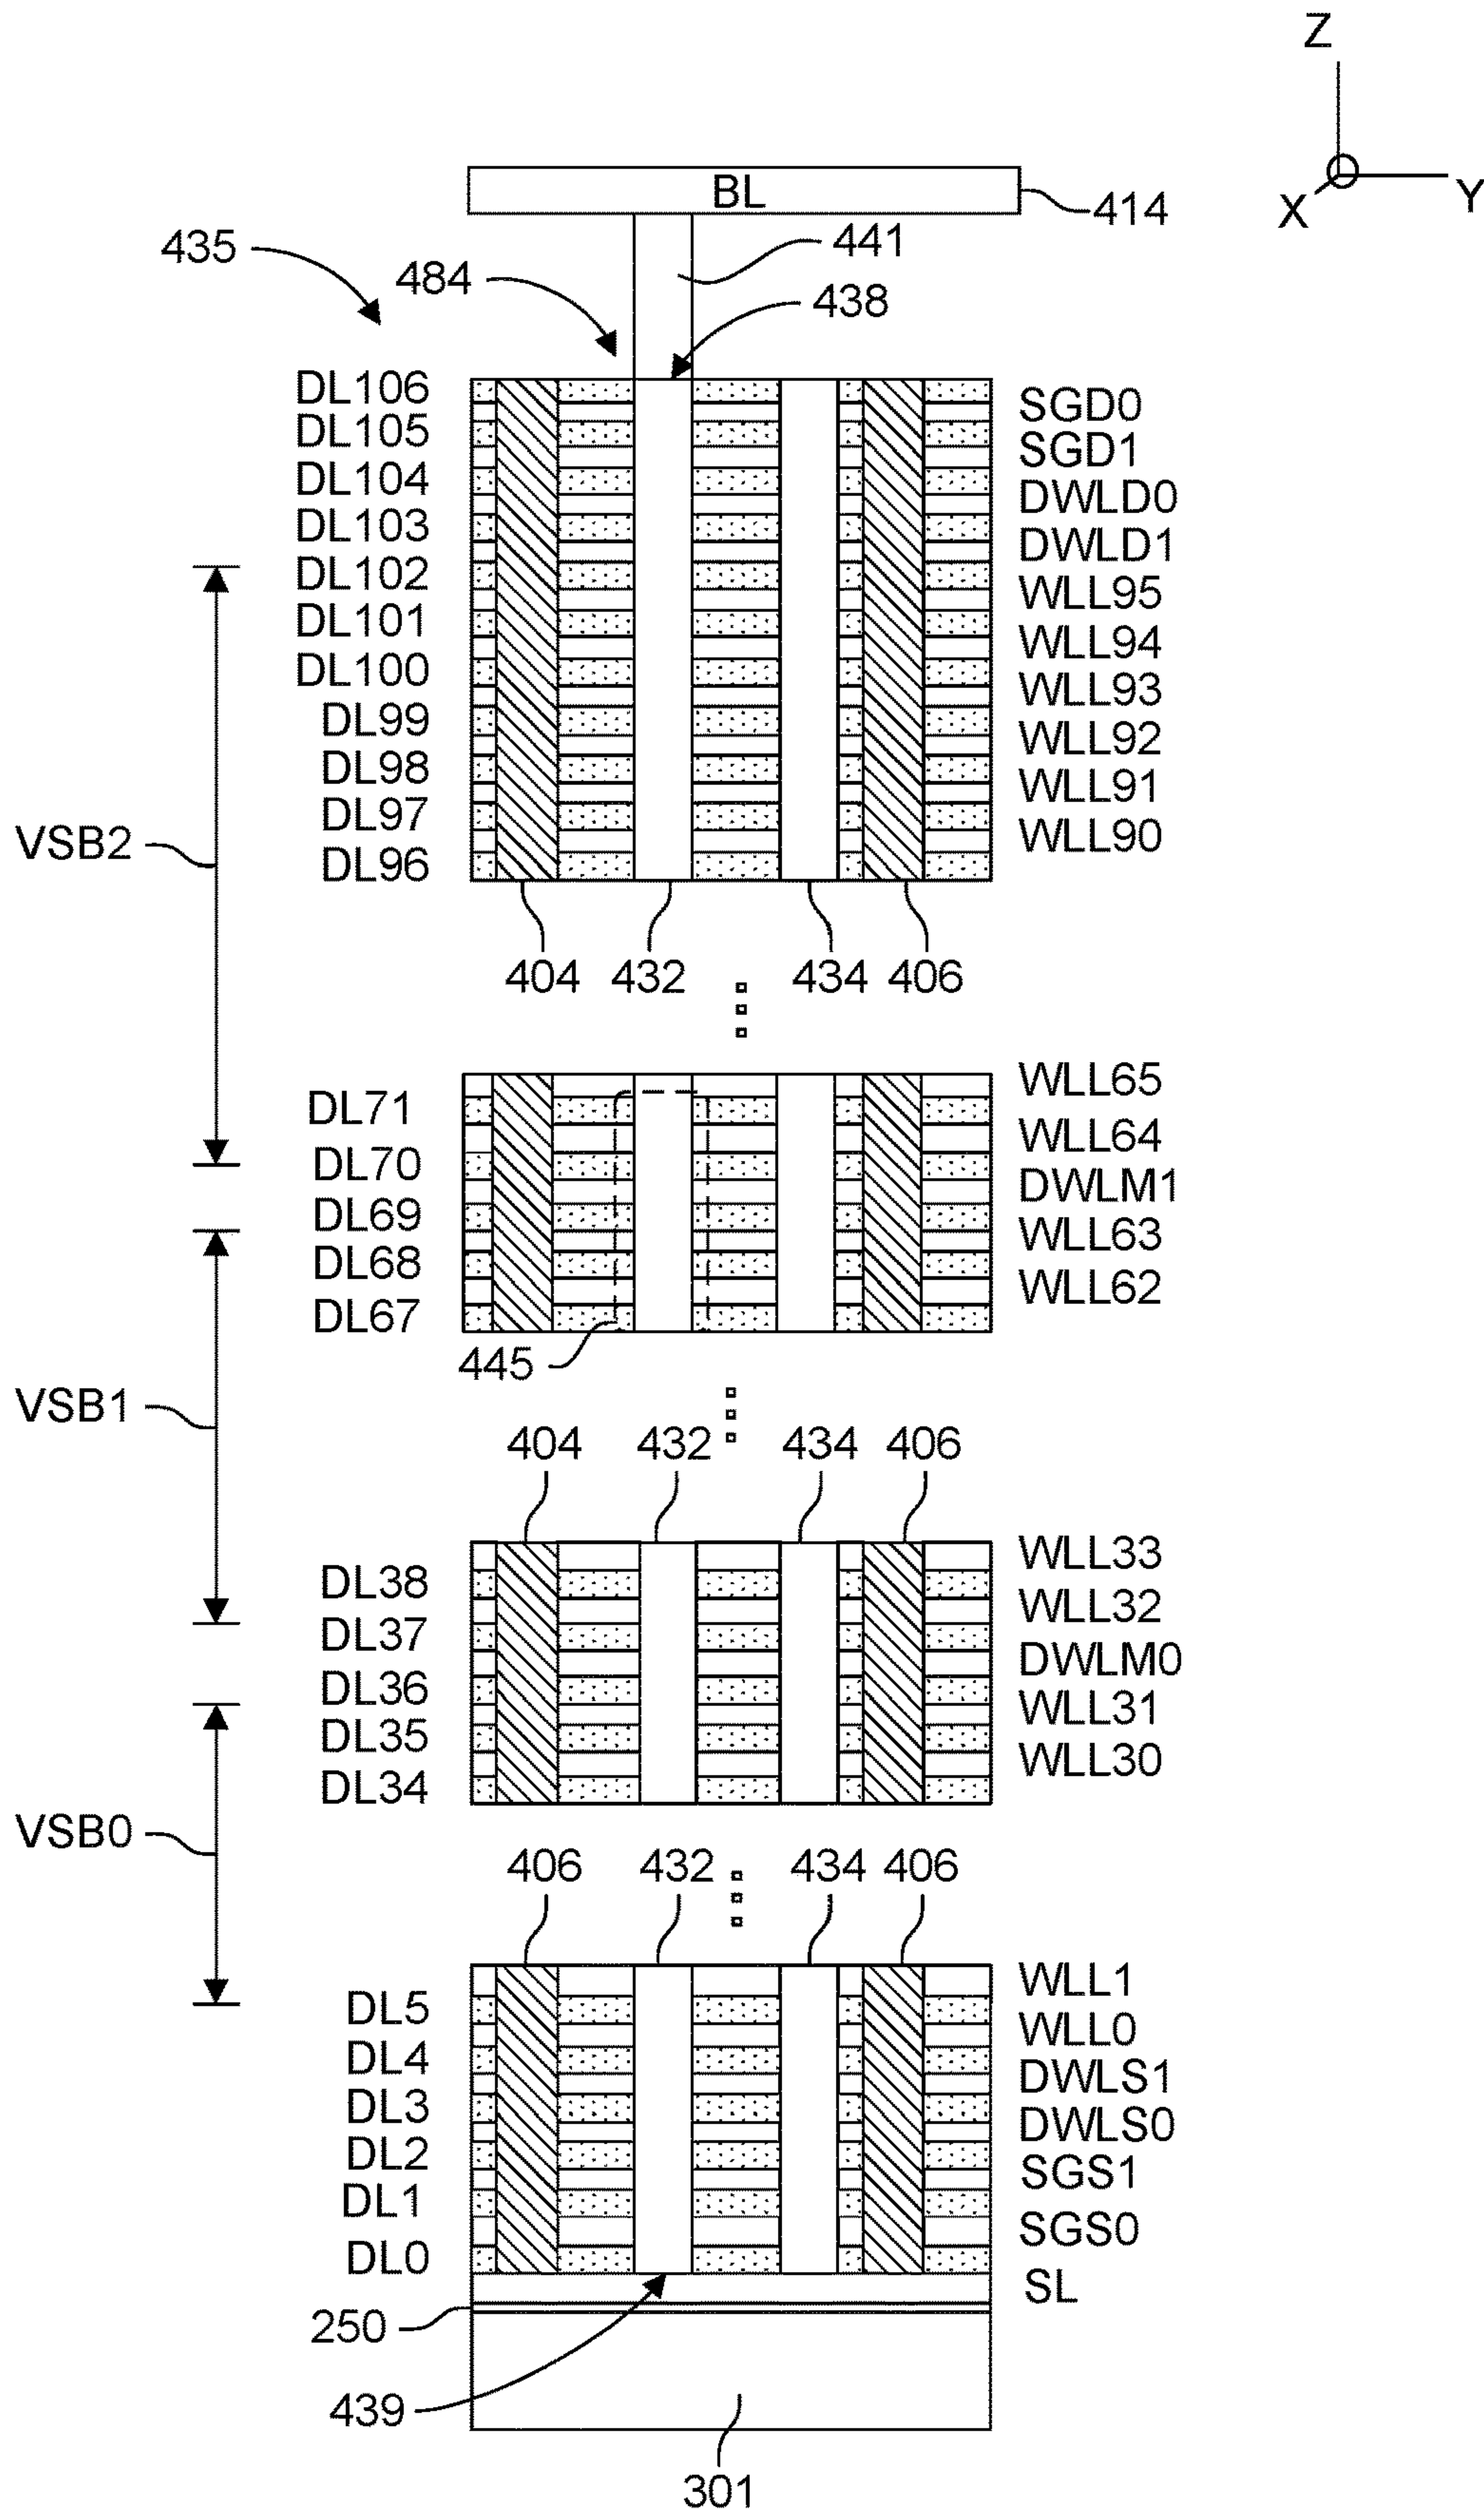 Z
X
Y
BL
414
435
484
441
438
DL106
DL105
DL104
DL103
DL102
DL101
DL100
DL99
DL98
DL97
DL96
SGD0
SGD1
DWLD0
DWLD1
WLL95
WLL94
WLL93
WLL92
WLL91
WLL90
VSB2
404
432
434
406
DL71
DL70
DL69
DL68
DL67
WLL65
WLL64
DWLM1
WLL63
WLL62
445
VSB1
404
432
434
406
DL38
DL37
DL36
DL35
DL34
WLL33
WLL32
DWLM0
WLL31
WLL30
VSB0
406
432
434
406
DL5
DL4
DL3
DL2
DL1
DL0
WLL1
WLL0
DWLS1
DWLS0
SGS1
SGS0
SL
250
439
301